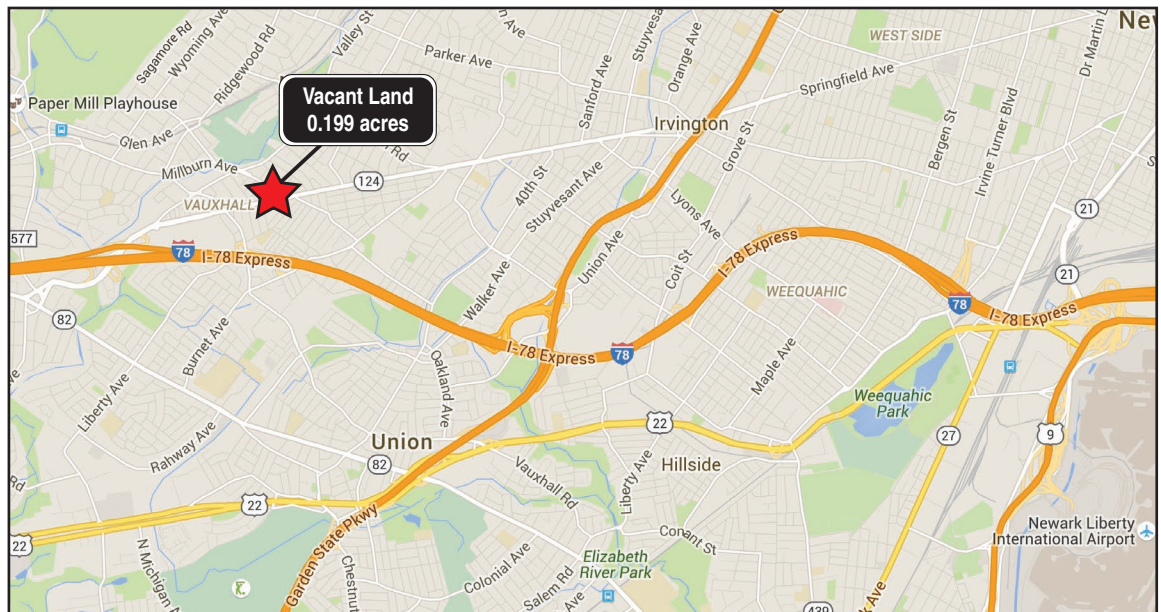 Sagamore Rd
Wyoming Ave
Ridgewood Rd
Valley St
Parker Ave
Stuyvesant
Orange Ave
WEST SIDE
Dr Martin L
Paper Mill Playhouse
Vacant Land
0.199 acres
Sanford Ave
Springfield Ave
Irvington
Glen Ave
Rd
Millburn Ave
124
40th St
Grove St
Bergen St
Irvine Turner Blvd
VAUXHALL
Stuyvesant Ave
Lyons Ave
21
577
78
I-78 Express
Union Ave
Coit St
I-78 Express
21
Walker Ave
WEEQUAHIC
78
I-78 Express
82
Burnet Ave
I-78 Express
78
Oakland Ave
Maple Ave
Liberty Ave
Weequahic
Park
22
Rahway Ave
Union
27
9
82
Hillside
Rd
Vauxhall Rd
Liberty Ave
22
22
Garden State Pkwy
Conant St
Newark Liberty
International Airport
N Michigan A
Chestnut
Colonial Ave
Elizabeth
River Park
Salem Rd
Ave
439
k Ave